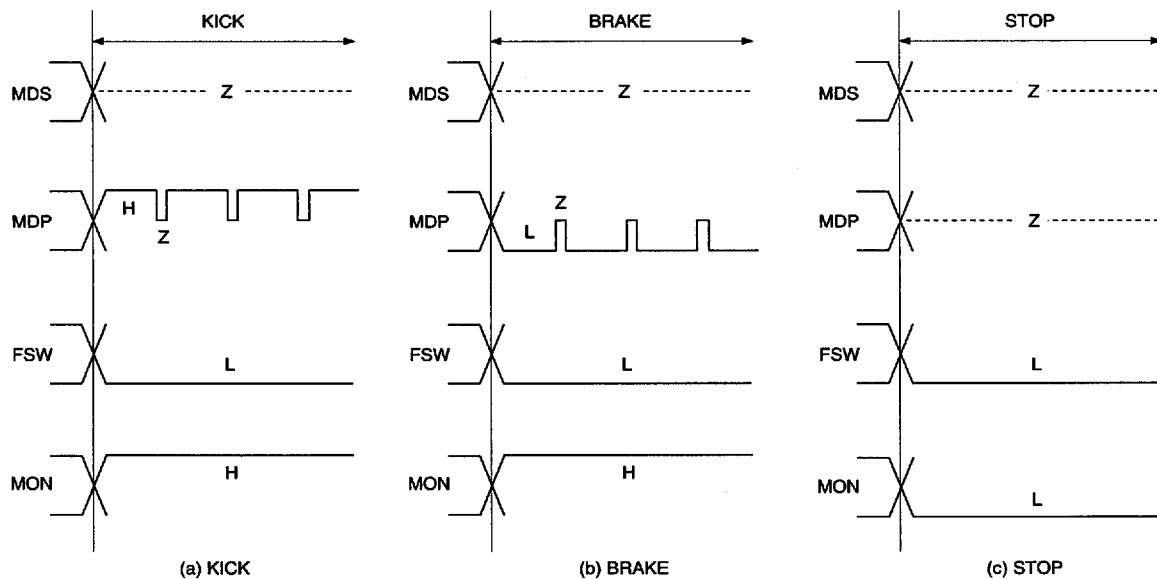 KICK
MDS
Z
MDP
H
Z
FSW
L
MON
H
(a) KICK
BRAKE
MDS
Z
MDP
Z
L
FSW
L
MON
H
(b) BRAKE
STOP
MDS
Z
MDP
Z
FSW
L
MON
L
(c) STOP